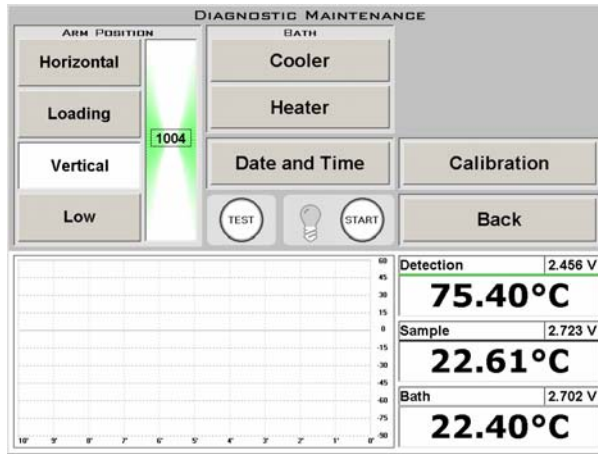 DIAGNOSTIC MAINTENANCE
ARM POSITION
Horizontal
Loading
Vertical
Low
1004
BATH
Cooler
Heater
Date and Time
TEST
START
Calibration
Back
60
45
30
15
0
-15
-30
-45
-60
-75
-90
10' 9' 8' 7' 6' 5' 4' 3' 2' 1' 0'
Detection 2.456 V
75.40°C
Sample 2.723 V
22.61°C
Bath 2.702 V
22.40°C